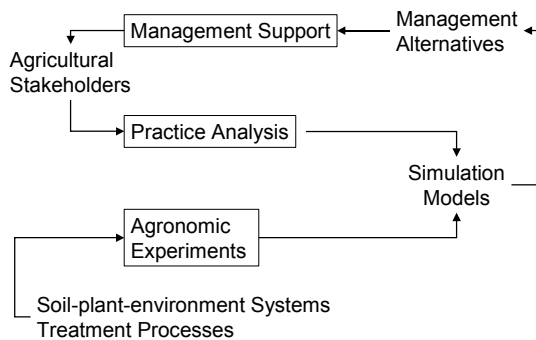 Management Support
Management
Alternatives
Agricultural
Stakeholders
Practice Analysis
Simulation
Models
Agronomic
Experiments
Soil-plant-environment Systems
Treatment Processes